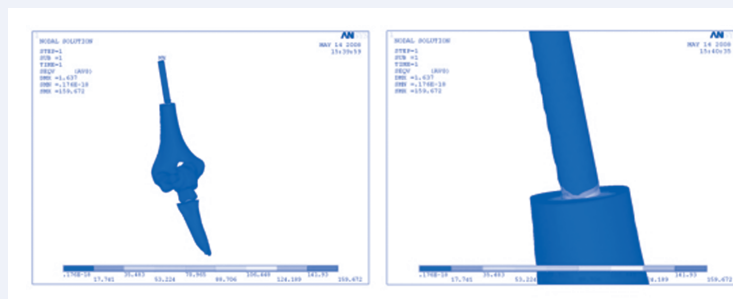 AN
NODAL SOLUTION
MAY 14 2008
15:39:59
STEP=1
SUB =1
TIME=1
SEQV (AVG)
DMX =1.637
SMN =.176E-18
SMX =159.672
.176E-18 35.483 70.965 106.448 141.93
17.741 53.224 88.706 124.189 159.672
AN
NODAL SOLUTION
MAY 14 2008
15:40:35
STEP=1
SUB =1
TIME=1
SEQV (AVG)
DMX =1.637
SMN =.176E-18
SMX =159.672
.176E-18 35.483 141.93
17.741 53.224 4.189 159.672